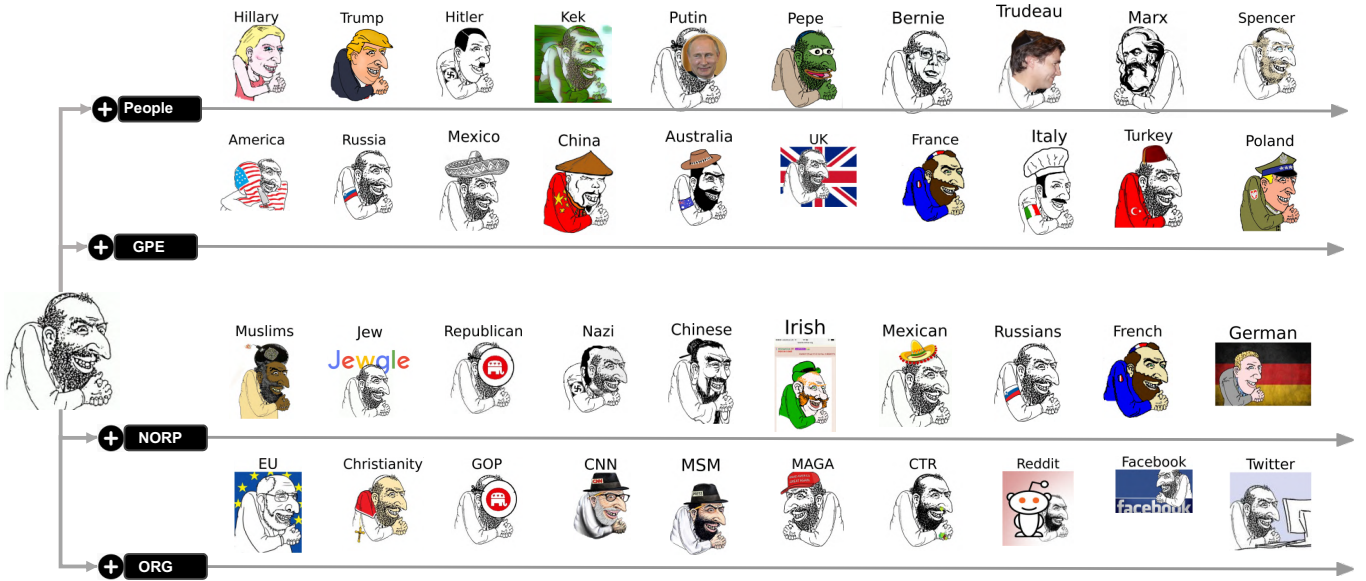 Hillary Trump Hitler Kek Putin Pepe Bernie Trudeau Marx Spencer
People
America Russia Mexico China Australia UK France Italy Turkey Poland
GPE
Muslims Jew Republican Nazi Chinese Irish Mexican Russians French German
Jewgle
NORP
EU Christianity GOP CNN MSM MAGA CTR Reddit Facebook Twitter
CNN
facebook
ORG